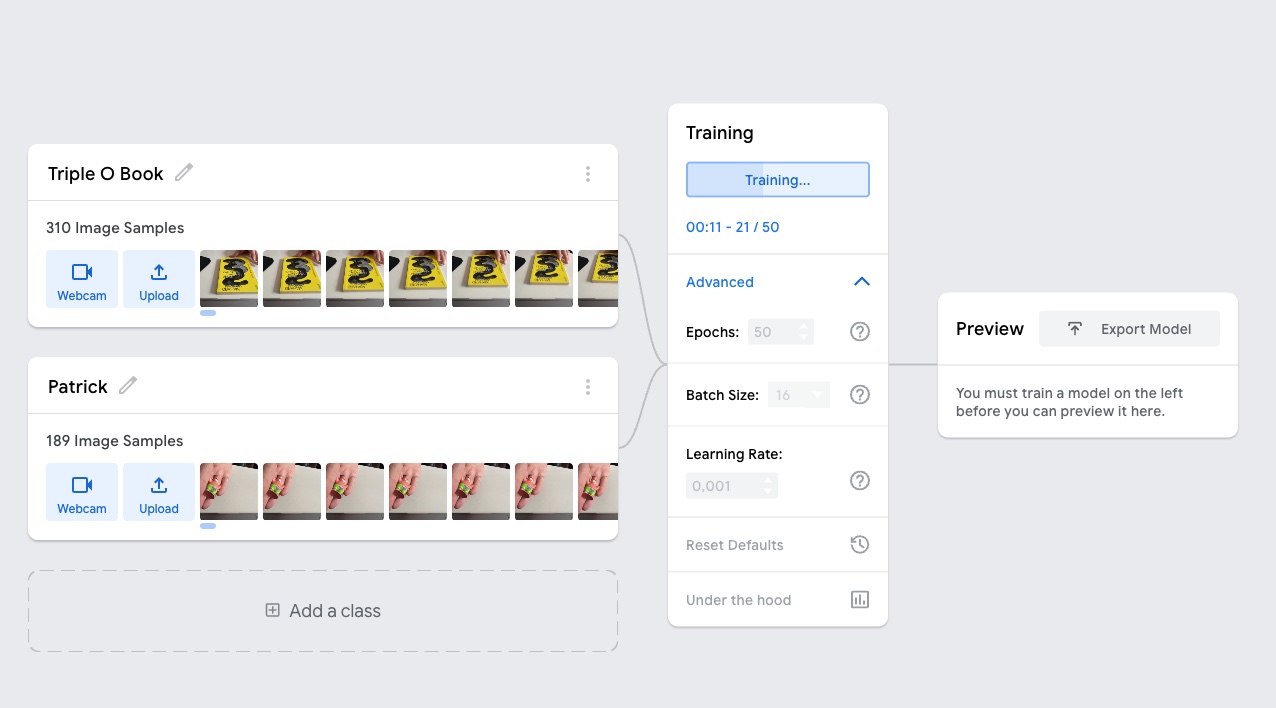 Triple O Book
310 Image Samples
Webcam
Upload
Patrick
189 Image Samples
Webcam
Upload
Add a class
Training
Training...
00:11 - 21 / 50
Advanced
Epochs: 50
Batch Size: 16
Learning Rate:
0,001
Reset Defaults
Under the hood
Preview
Export Model
You must train a model on the left
before you can preview it here.